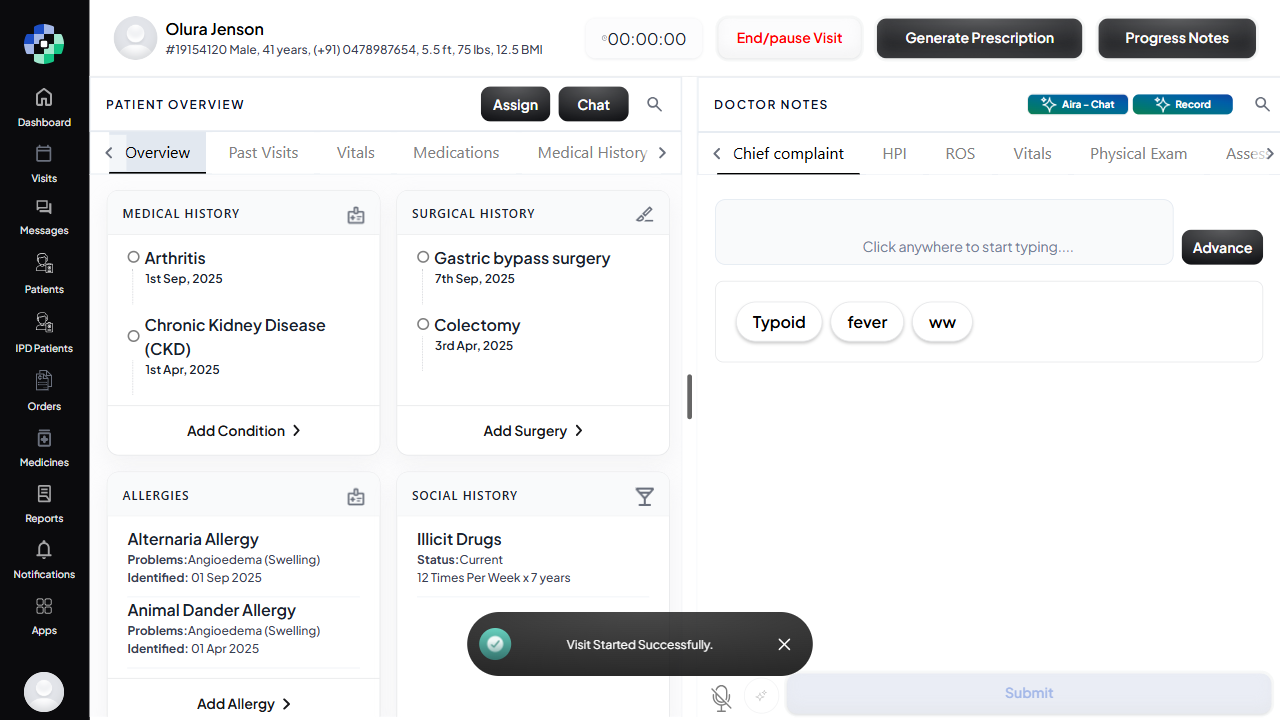 Olura Jenson
#19154120 Male, 41 years, (+91) 0478987654, 5.5 ft, 75 lbs, 12.5 BMI
00:00:00
End/pause Visit
Generate Prescription
Progress Notes
Dashboard
Visits
Messages
Patients
IPD Patients
Orders
Medicines
Reports
Notifications
Apps
PATIENT OVERVIEW
Assign
Chat
Overview
Past Visits
Vitals
Medications
Medical History
MEDICAL HISTORY
Arthritis
1st Sep, 2025
Chronic Kidney Disease
(CKD)
1st Apr, 2025
Add Condition
SURGICAL HISTORY
Gastric bypass surgery
7th Sep, 2025
Colectomy
3rd Apr, 2025
Add Surgery
ALLERGIES
Alternaria Allergy
Problems:Angioedema (Swelling)
Identified: 01 Sep 2025
Animal Dander Allergy
Problems:Angioedema (Swelling)
Identified: 01 Apr 2025
Add Allergy
SOCIAL HISTORY
Illicit Drugs
Status:Current
12 Times Per Week x 7 years
DOCTOR NOTES
Aira - Chat
Record
Chief complaint
HPI
ROS
Vitals
Physical Exam
Asses
Click anywhere to start typing....
Advance
Typoid
fever
ww
Visit Started Successfully.
Submit